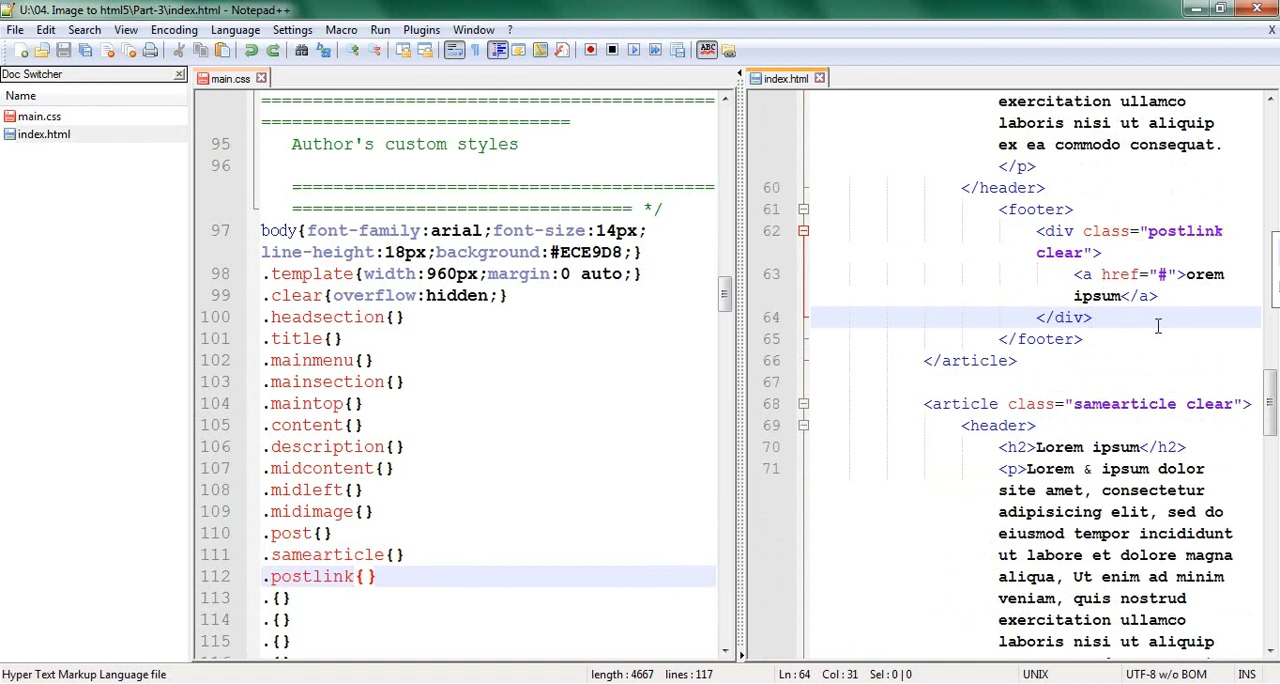 U:\04. Image to html5\Part-3\index.html - Notepad++
File Edit Search View Encoding Language Settings Macro Run Plugins Window ? X
ABC
Doc Switcher
Name
main.css
index.html
main.css
==============================================
==============================
95 Author's custom styles
96
==============================================
================================= */
97 body{font-family:arial;font-size:14px;
line-height:18px;background:#ECE9D8;}
98 .template{width:960px;margin:0 auto;}
99 .clear{overflow:hidden;}
100 .headsection{}
101 .title{}
102 .mainmenu{}
103 .mainsection{}
104 .maintop{}
105 .content{}
106 .description{}
107 .midcontent{}
108 .midleft{}
109 .midimage{}
110 .post{}
111 .samearticle{}
112 .postlink{}
113 .{}
114 .{}
115 .{}
index.html
exercitation ullamco
laboris nisi ut aliquip
ex ea commodo consequat.
</p>
60 </header>
61 <footer>
62 <div class="postlink
clear">
63 <a href="#">orem
ipsum</a>
64 </div>
65 </footer>
66 </article>
67
68 <article class="samearticle clear">
69 <header>
70 <h2>Lorem ipsum</h2>
71 <p>Lorem & ipsum dolor
site amet, consectetur
adipisicing elit, sed do
eiusmod tempor incididunt
ut labore et dolore magna
aliqua, Ut enim ad minim
veniam, quis nostrud
exercitation ullamco
laboris nisi ut aliquip
Hyper Text Markup Language file length : 4667 lines : 117 Ln : 64 Col : 31 Sel : 0 | 0 UNIX UTF-8 w/o BOM INS